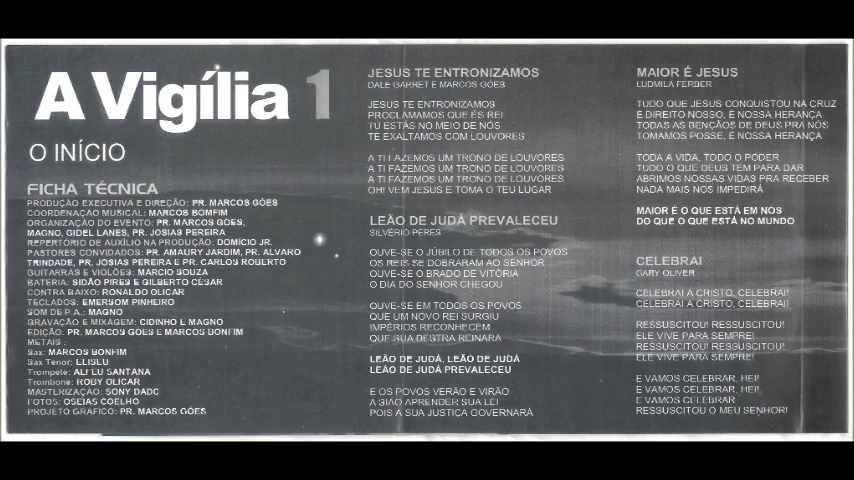 A Vigília 1
O INÍCIO
FICHA TÉCNICA
PRODUÇÃO EXECUTIVA E DIREÇÃO: PR. MARCOS GÓES
COORDENAÇÃO MUSICAL: MARCOS BOMFIM
ORGANIZAÇÃO DO EVENTO: PR. MARCOS GÓES,
MAGNO, GIDEL LANES, PR. JOSIAS PEREIRA
REPERTÓRIO DE AUXÍLIO NA PRODUÇÃO: DOMÍCIO JR.
PASTORES CONVIDADOS: PR. AMAURY JARDIM, PR. ALVARO
TRINDADE, PR. JOSIAS PEREIRA E PR. CARLOS ROBERTO
GUITARRAS E VIOLÕES: MARCIO SOUZA
BATERIA: SIDÃO PIRES E GILBERTO CÉSAR
CONTRA BAIXO: RONALDO OLICAR
TECLADOS: EMERSOM PINHEIRO
SOM DE P.A.: MAGNO
GRAVAÇÃO E MIXAGEM: CIDINHO E MAGNO
EDIÇÃO: PR. MARCOS GÓES E MARCOS BONFIM
METAIS :
Sax: MARCOS BONFIM
Sax Tenor: ELISEU
Trompete: ALFEU SANTANA
Trombone: ROBY OLICAR
MASTERIZAÇÃO: SONY DADC
FOTOS: OSÉIAS COELHO
PROJETO GRÁFICO: PR. MARCOS GÓES
JESUS TE ENTRONIZAMOS
DALE GARRET E MARCOS GÓES
JESUS TE ENTRONIZAMOS
PROCLAMAMOS QUE ÉS REI
TÚ ESTÁS NO MEIO DE NÓS
TE EXALTAMOS COM LOUVORES
A TI FAZEMOS UM TRONO DE LOUVORES
A TI FAZEMOS UM TRONO DE LOUVORES
A TI FAZEMOS UM TRONO DE LOUVORES
OH! VEM JESUS E TOMA O TEU LUGAR
LEÃO DE JUDÁ PREVALECEU
SILVÉRIO PERES
OUVE-SE O JÚBILO DE TODOS OS POVOS
OS REIS SE DOBRARAM AO SENHOR
OUVE-SE O BRADO DE VITÓRIA
O DIA DO SENHOR CHEGOU
OUVE-SE EM TODOS OS POVOS
QUE UM NOVO REI SURGIU
IMPÉRIOS RECONHECEM
QUE SUA DESTRA REINARÁ
LEÃO DE JUDÁ, LEÃO DE JUDÁ
LEÃO DE JUDÁ PREVALECEU
E OS POVOS VERÃO E VIRÃO
A SIÃO APRENDER SUA LEI
POIS A SUA JUSTIÇA GOVERNARÁ
MAIOR É JESUS
LUDMILA FERBER
TUDO QUE JESUS CONQUISTOU NA CRUZ
É DIREITO NOSSO, É NOSSA HERANÇA
TODAS AS BENÇÃOS DE DEUS PRA NÓS
TOMAMOS POSSE, É NOSSA HERANÇA
TODA A VIDA, TODO O PODER
TUDO O QUE DEUS TEM PARA DAR
ABRIMOS NOSSAS VIDAS PRA RECEBER
NADA MAIS NOS IMPEDIRÁ
MAIOR É O QUE ESTÁ EM NÓS
DO QUE O QUE ESTÁ NO MUNDO
CELEBRAI
GARY OLIVER
CELEBRAI A CRISTO, CELEBRAI!
CELEBRAI A CRISTO, CELEBRAI!
RESSUSCITOU! RESSUSCITOU!
ELE VIVE PARA SEMPRE!
RESSUSCITOU! RESSUSCITOU!
ELE VIVE PARA SEMPRE!
E VAMOS CELEBRAR, HEI!
E VAMOS CELEBRAR, HEI!
E VAMOS CELEBRAR
RESSUSCITOU O MEU SENHOR!